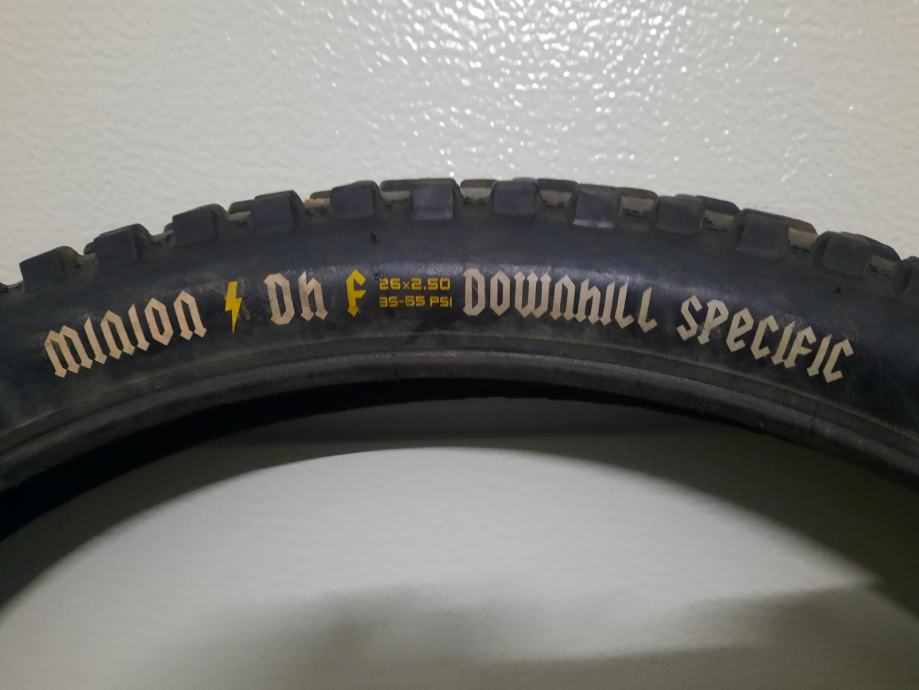 minion Dh F
26x2.50
35-65 PSI
Downhill specific